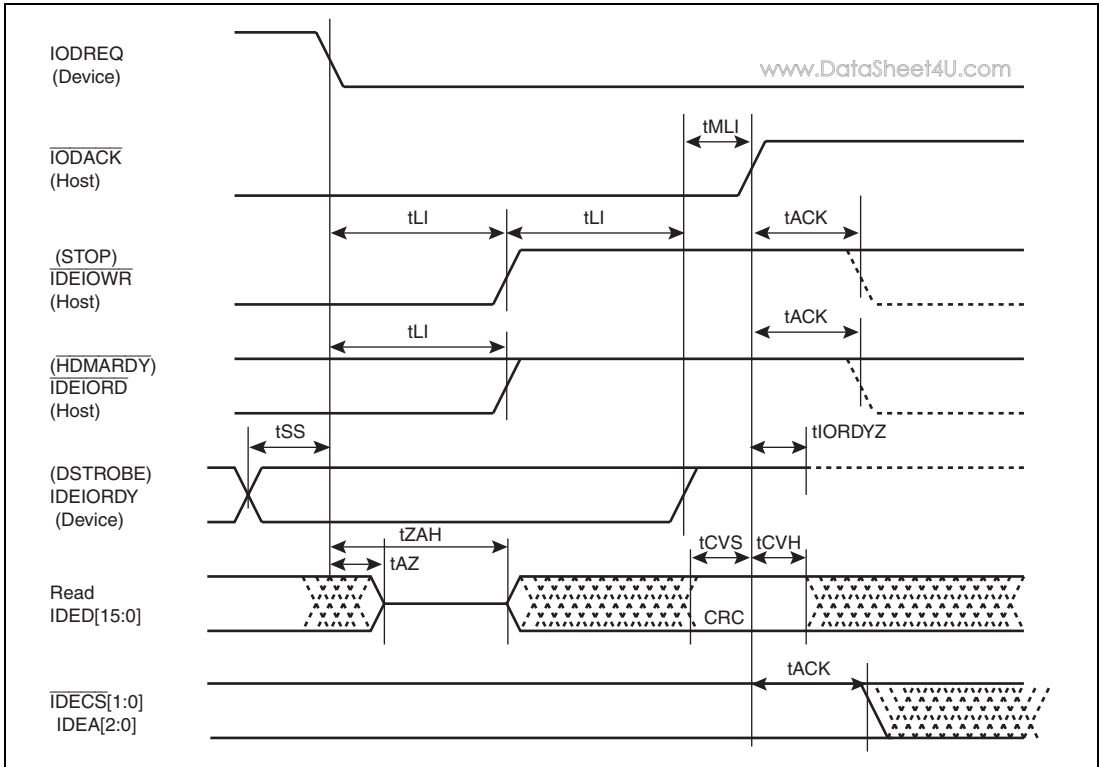 IODREQ
(Device)
www.DataSheet4U.com
tMLI
IODACK
(Host)
tLI
tLI
tACK
(STOP)
IDEIOWR
(Host)
tACK
tLI
(HDMARDY)
IDEIORD
(Host)
tSS
tIORDYZ
(DSTROBE)
IDEIORDY
(Device)
tZAH
tCVS
tCVH
tAZ
Read
IDED[15:0]
CRC
tACK
IDECS[1:0]
IDEA[2:0]